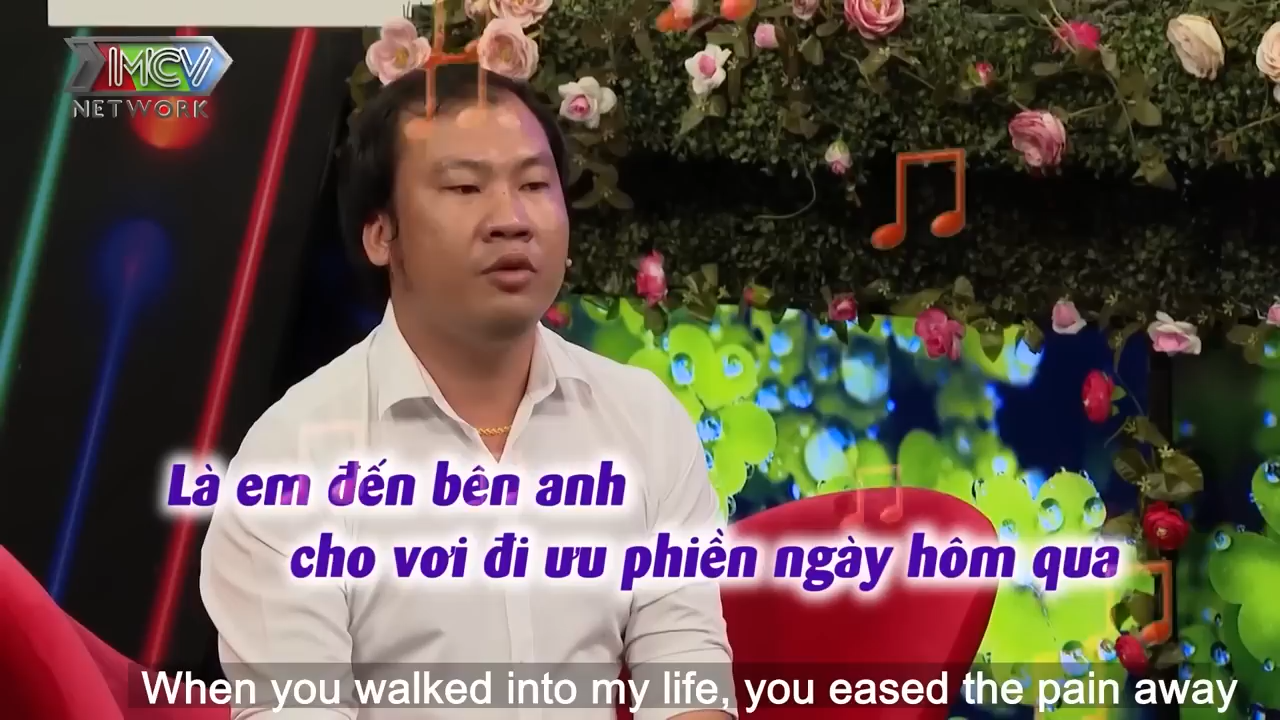 MCV
NETWORK
Là em đến bên anh
cho vơi đi ưu phiền ngày hôm qua
When you walked into my life, you eased the pain away